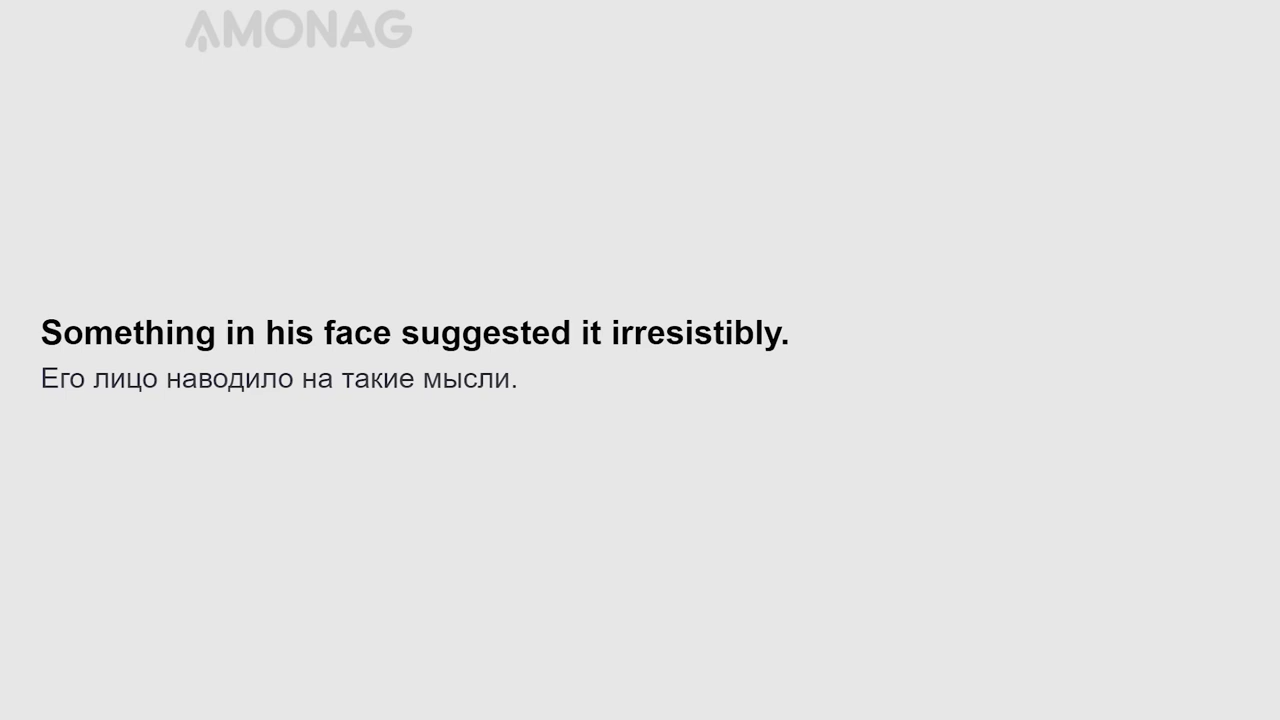 AMONAG
Something in his face suggested it irresistibly.
Его лицо наводило на такие мысли.